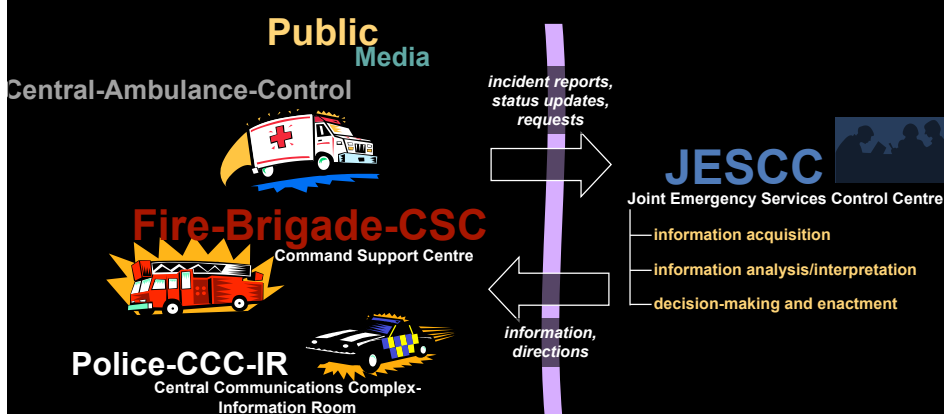 Public
Media
Central-Ambulance-Control
Fire-Brigade-CSC
Command Support Centre
Police-CCC-IR
Central Communications Complex-
Information Room
incident reports,
status updates,
requests
information,
directions
JESCC
Joint Emergency Services Control Centre
information acquisition
information analysis/interpretation
decision-making and enactment